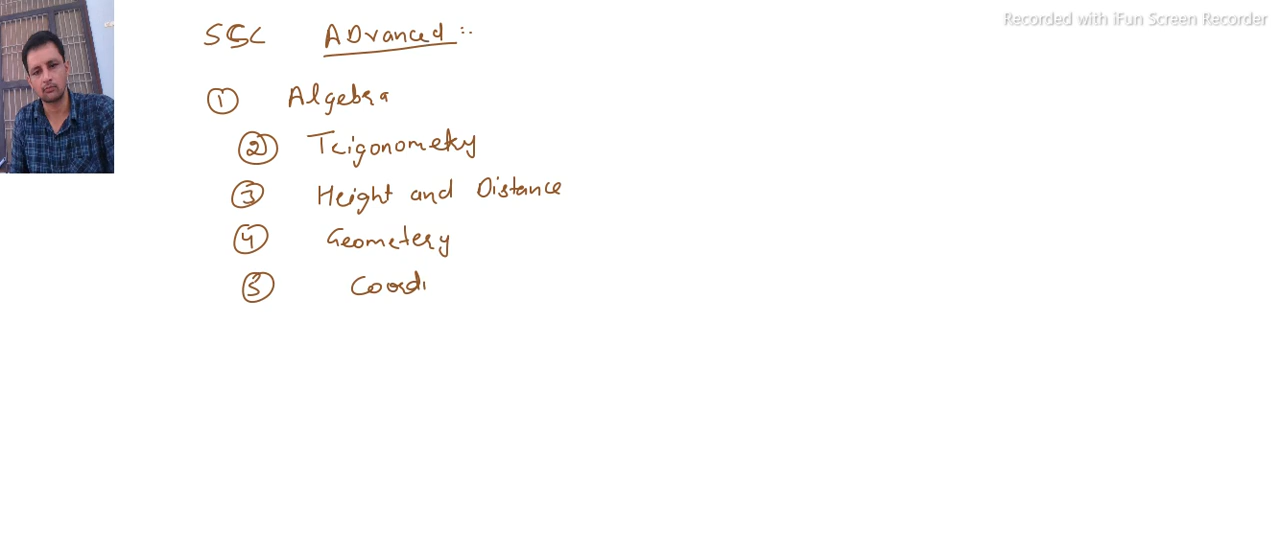 Recorded with iFun Screen Recorder
SSC ADvanced :-
① Algebra
② Trigonometry
③ Height and Distance
④ Geometery
⑤ Coordi